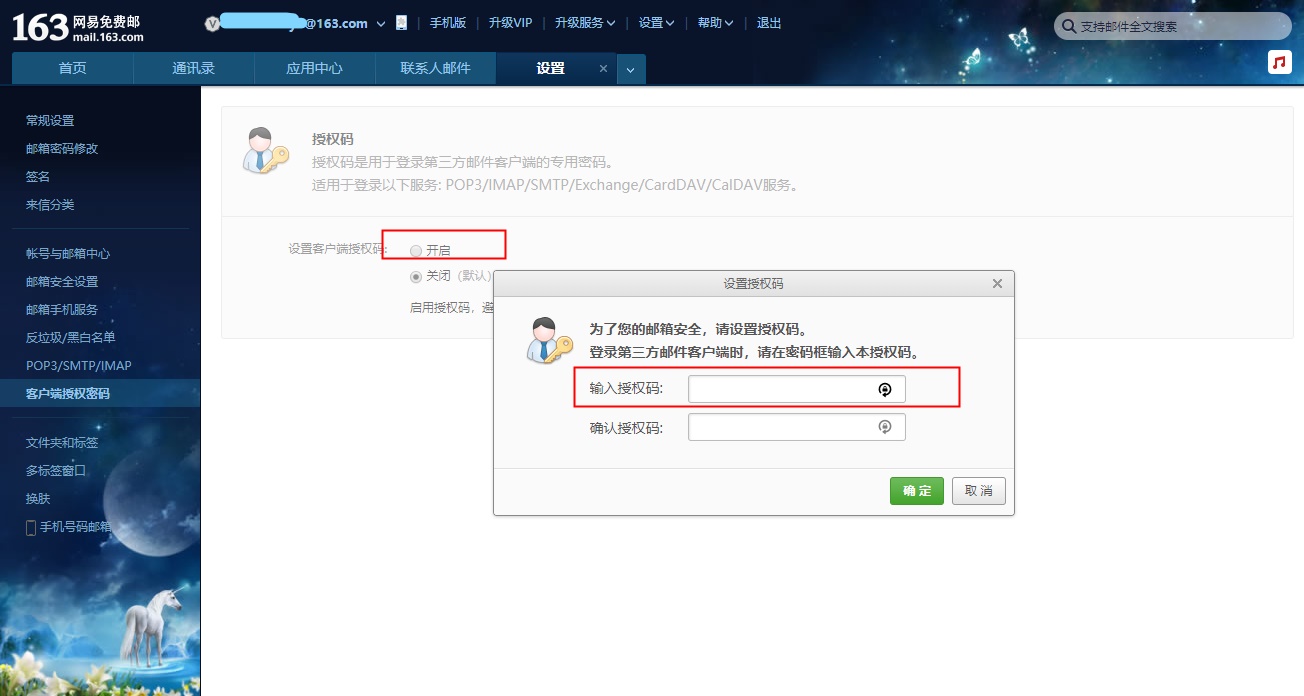 163 网易免费邮
mail.163.com
@163.com
手机版
升级VIP
升级服务
设置
帮助
退出
支持邮件全文搜索
首页
通讯录
应用中心
联系人邮件
设置
常规设置
邮箱密码修改
签名
来信分类
帐号与邮箱中心
邮箱安全设置
邮箱手机服务
反垃圾/黑白名单
POP3/SMTP/IMAP
客户端授权密码
文件夹和标签
多标签窗口
换肤
手机号码邮箱
授权码
授权码是用于登录第三方邮件客户端的专用密码。
适用于登录以下服务: POP3/IMAP/SMTP/Exchange/CardDAV/CalDAV服务。
设置客户端授权码:
开启
关闭（默认）
启用授权码，避
设置授权码
为了您的邮箱安全，请设置授权码。
登录第三方邮件客户端时，请在密码框输入本授权码。
输入授权码:
确认授权码:
确 定
取 消